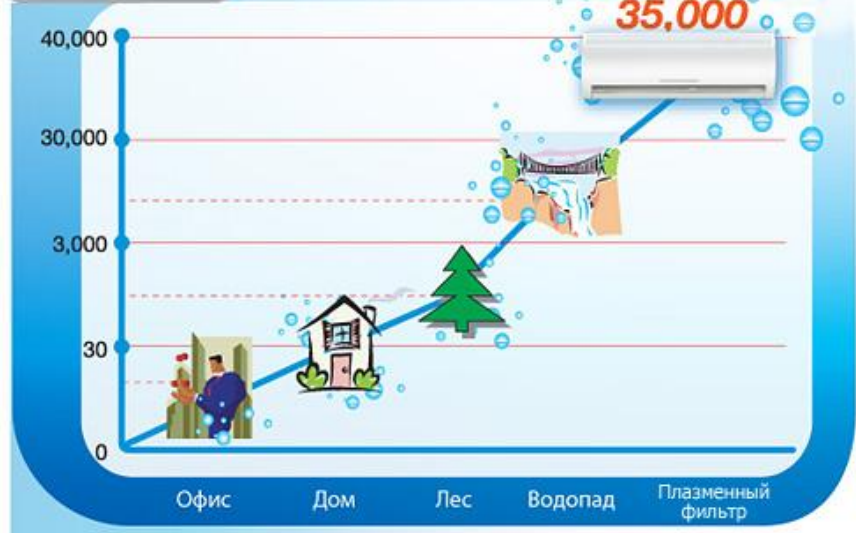 35,000
40,000
30,000
3,000
30
0
Офис
Дом
Лес
Водопад
Плазменный
фильтр